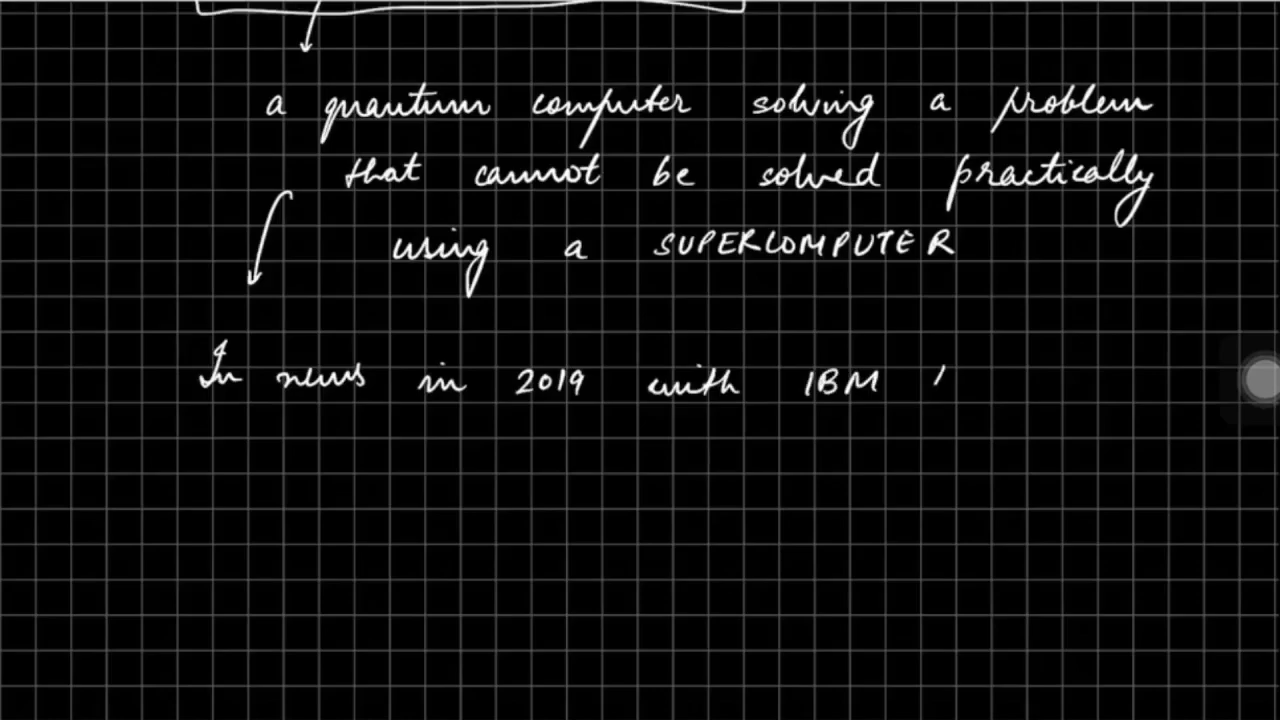 a quantum computer solving a problem
that cannot be solved practically
using a SUPERCOMPUTER
In news in 2019 with IBM